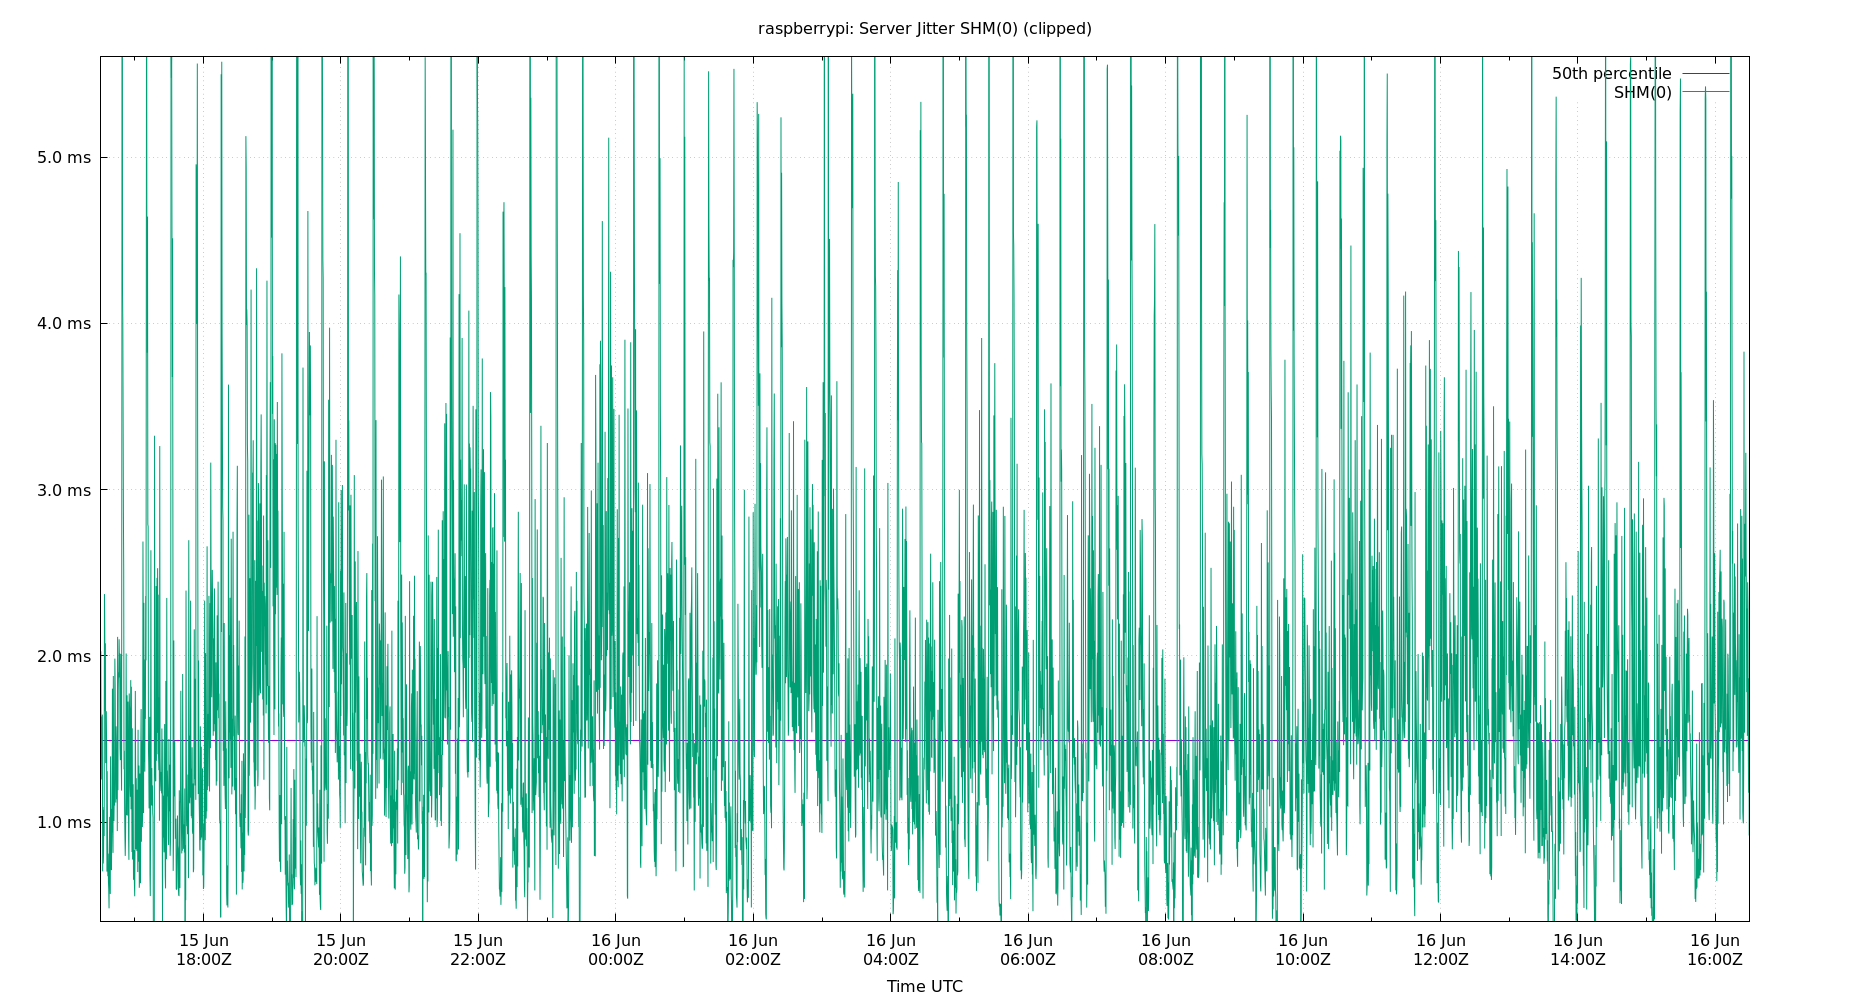 raspberrypi: Server Jitter SHM(0) (clipped)
50th percentile
SHM(0)
5.0 ms
4.0 ms
3.0 ms
2.0 ms
1.0 ms
15 Jun 15 Jun 15 Jun 16 Jun 16 Jun 16 Jun 16 Jun 16 Jun 16 Jun 16 Jun 16 Jun 16 Jun
18:00Z 20:00Z 22:00Z 00:00Z 02:00Z 04:00Z 06:00Z 08:00Z 10:00Z 12:00Z 14:00Z 16:00Z
Time UTC